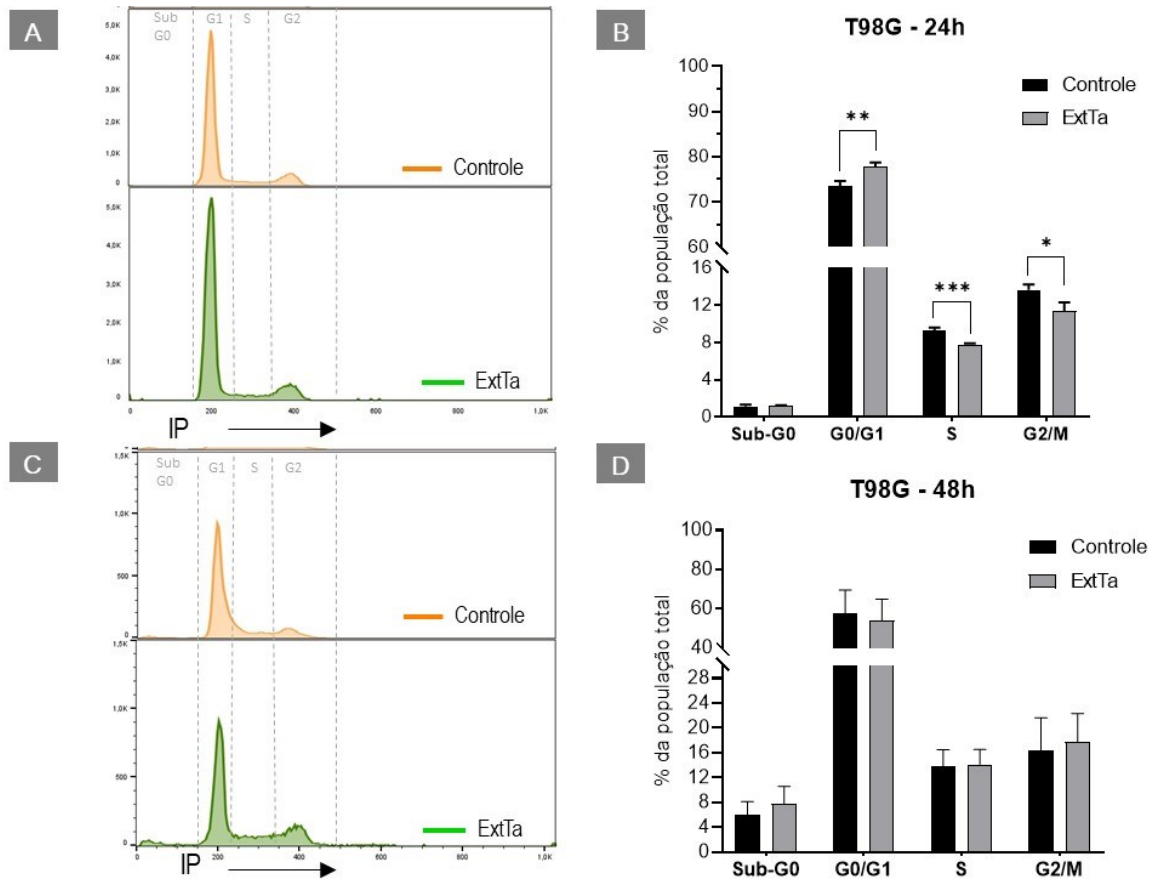 A
Sub
G0
G1
S
G2
5,0K
4,0K
3,0K
2,0K
1,0K
0
Controle
5,0K
4,0K
3,0K
2,0K
1,0K
0
ExtTa
0
200
400
600
800
1,0K
IP
B
T98G - 24h
% da população total
100
90
80
70
60
16
12
8
4
0
Controle
ExtTa
**
***
*
Sub-G0
G0/G1
S
G2/M
C
Sub
G0
G1
S
G2
1,5K
1,0K
500
0
Controle
1,5K
1,0K
500
0
ExtTa
0
200
400
600
800
1,0K
IP
D
T98G - 48h
% da população total
100
80
60
40
28
24
20
16
12
8
4
0
Controle
ExtTa
Sub-G0
G0/G1
S
G2/M